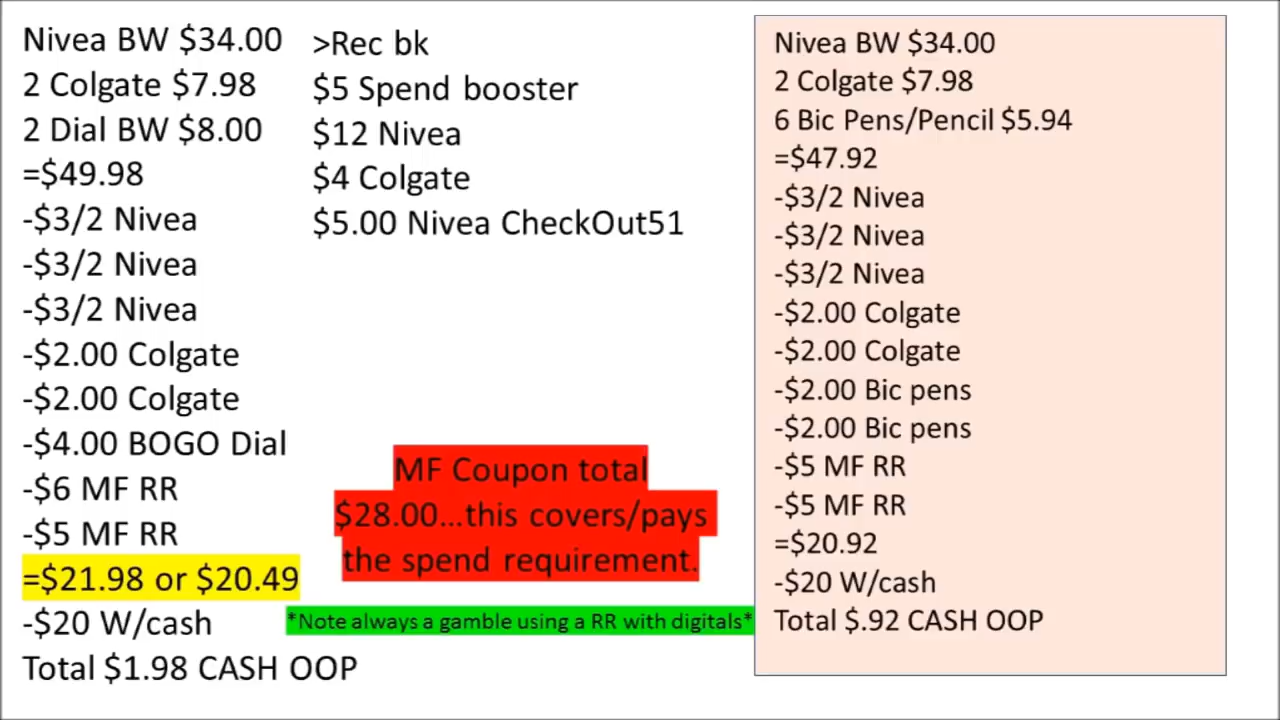 Nivea BW $34.00
2 Colgate $7.98
2 Dial BW $8.00
=$49.98
-$3/2 Nivea
-$3/2 Nivea
-$3/2 Nivea
-$2.00 Colgate
-$2.00 Colgate
-$4.00 BOGO Dial
-$6 MF RR
-$5 MF RR
=$21.98 or $20.49
-$20 W/cash
Total $1.98 CASH OOP
>Rec bk
$5 Spend booster
$12 Nivea
$4 Colgate
$5.00 Nivea CheckOut51
MF Coupon total
$28.00...this covers/pays
the spend requirement.
*Note always a gamble using a RR with digitals*
Nivea BW $34.00
2 Colgate $7.98
6 Bic Pens/Pencil $5.94
=$47.92
-$3/2 Nivea
-$3/2 Nivea
-$3/2 Nivea
-$2.00 Colgate
-$2.00 Colgate
-$2.00 Bic pens
-$2.00 Bic pens
-$5 MF RR
-$5 MF RR
=$20.92
-$20 W/cash
Total $.92 CASH OOP